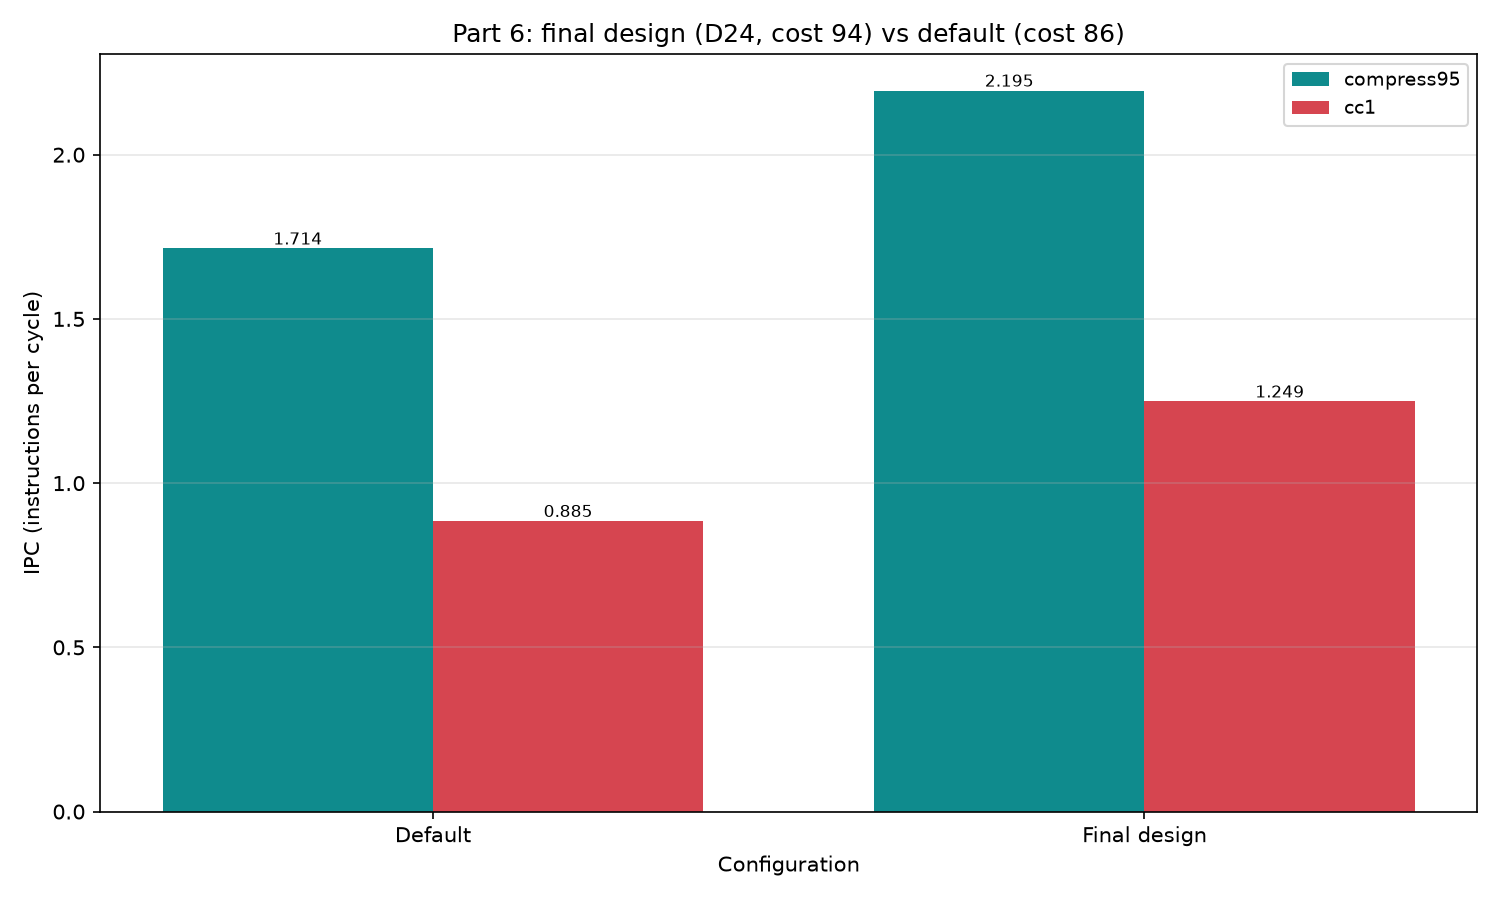 Part 6: final design (D24, cost 94) vs default (cost 86)
compress95
cc1
2.195
1.714
1.249
0.885
2.0
1.5
1.0
0.5
0.0
IPC (instructions per cycle)
Default
Final design
Configuration